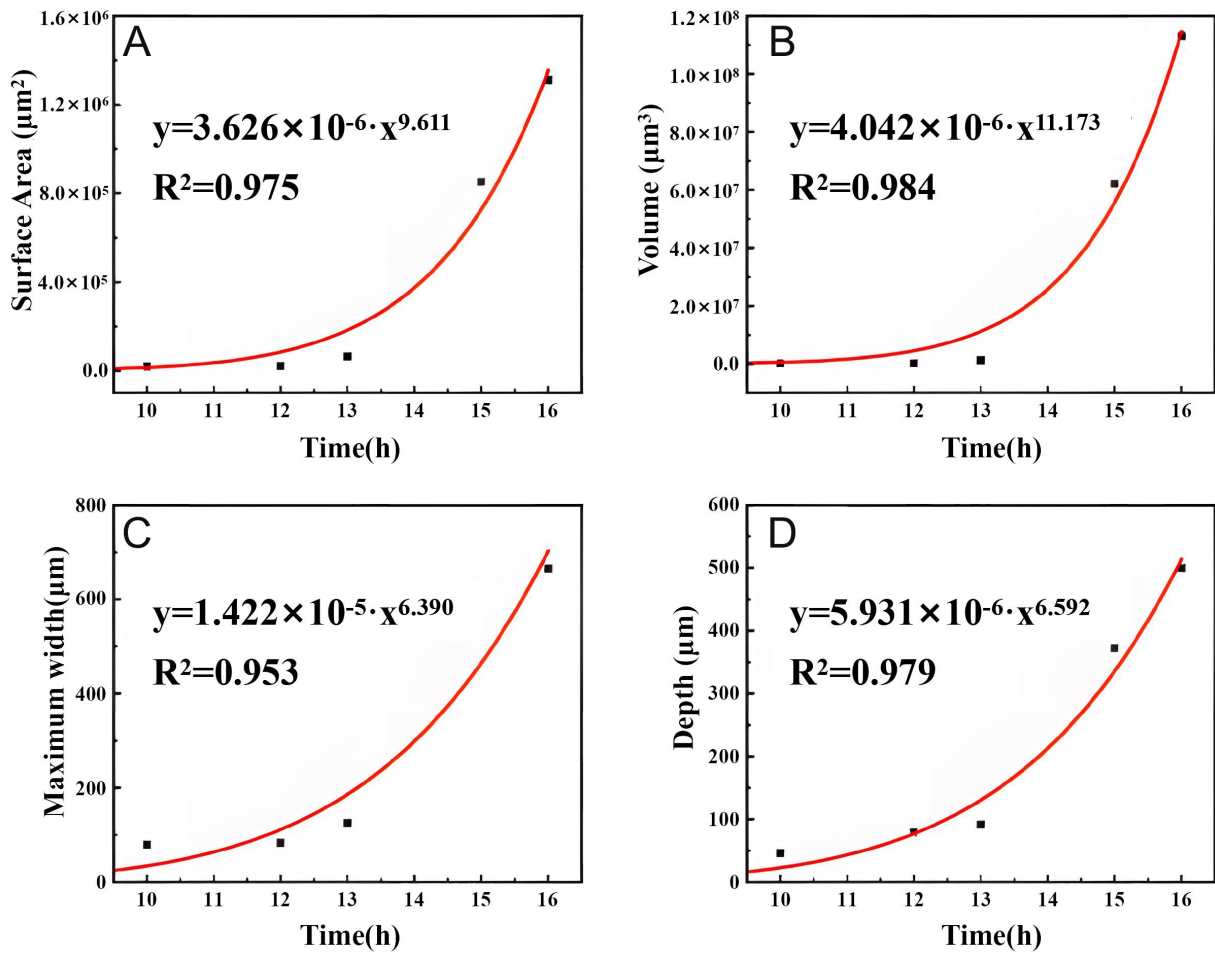 A
1.6×10⁶
1.2×10⁶
8.0×10⁵
4.0×10⁵
0.0
Surface Area (μm²)
y=3.626×10⁻⁶·x⁹·⁶¹¹
R²=0.975
10 11 12 13 14 15 16
Time(h)
B
1.2×10⁸
1.0×10⁸
8.0×10⁷
6.0×10⁷
4.0×10⁷
2.0×10⁷
0.0
Volume (μm³)
y=4.042×10⁻⁶·x¹¹·¹⁷³
R²=0.984
10 11 12 13 14 15 16
Time(h)
C
800
600
400
200
0
Maximum width(μm)
y=1.422×10⁻⁵·x⁶·³⁹⁰
R²=0.953
10 11 12 13 14 15 16
Time(h)
D
600
500
400
300
200
100
0
Depth (μm)
y=5.931×10⁻⁶·x⁶·⁵⁹²
R²=0.979
10 11 12 13 14 15 16
Time(h)